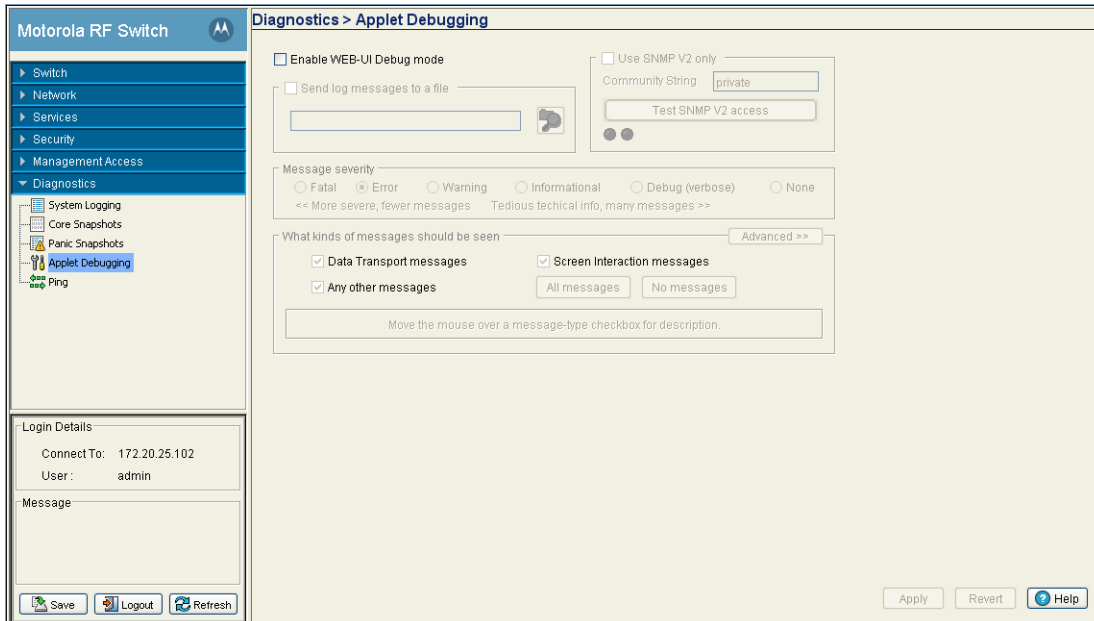 Motorola RF Switch
Switch
Network
Services
Security
Management Access
Diagnostics
System Logging
Core Snapshots
Panic Snapshots
Applet Debugging
Ping
Login Details
Connect To: 172.20.25.102
User : admin
Message
Save Logout Refresh
Diagnostics > Applet Debugging
Enable WEB-UI Debug mode
Send log messages to a file
Use SNMP V2 only
Community String private
Test SNMP V2 access
Message severity
Fatal Error Warning Informational Debug (verbose) None
<< More severe, fewer messages Tedious techical info, many messages >>
What kinds of messages should be seen Advanced >>
Data Transport messages Screen Interaction messages
Any other messages All messages No messages
Move the mouse over a message-type checkbox for description.
Apply Revert Help